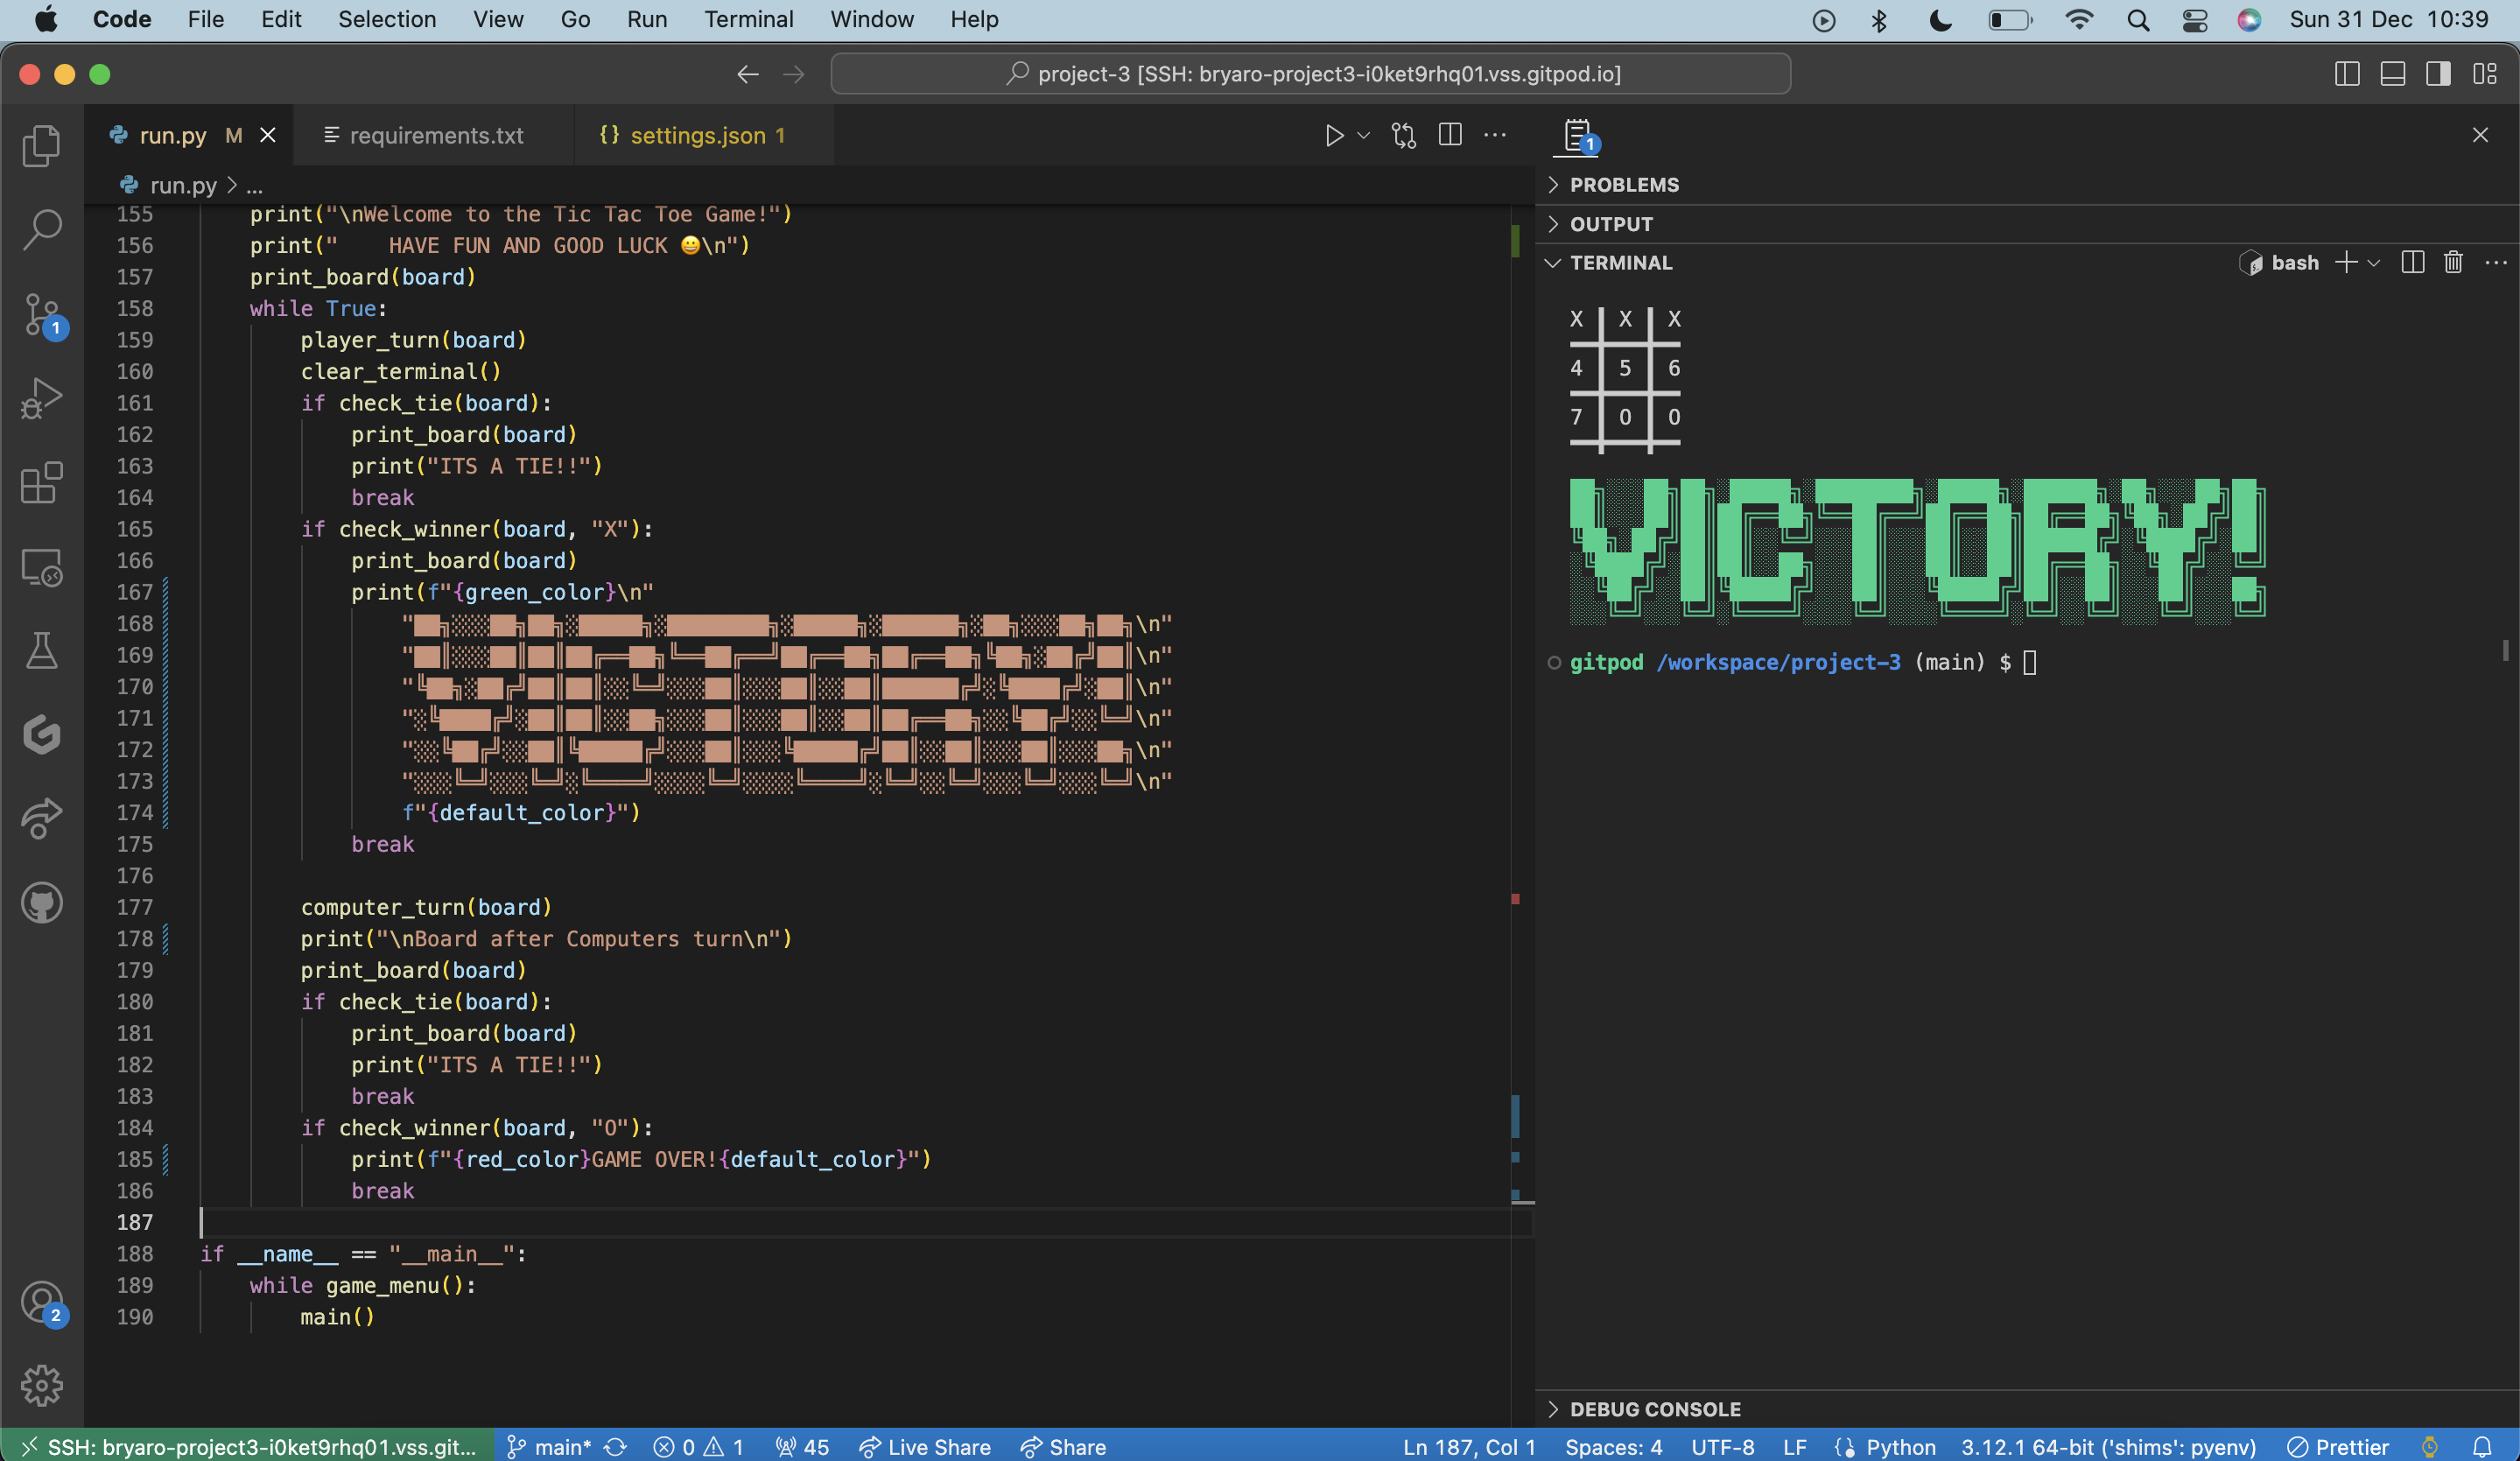 Code File Edit Selection View Go Run Terminal Window Help Sun 31 Dec 10:39
project-3 [SSH: bryaro-project3-i0ket9rhq01.vss.gitpod.io]
run.py M requirements.txt {} settings.json 1
run.py > ...
155 print("\nWelcome to the Tic Tac Toe Game!")
156 print("    HAVE FUN AND GOOD LUCK 😀\n")
157 print_board(board)
158 while True:
159 player_turn(board)
160 clear_terminal()
161 if check_tie(board):
162 print_board(board)
163 print("ITS A TIE!!")
164 break
165 if check_winner(board, "X"):
166 print_board(board)
167 print(f"{green_color}\n"
168 "██╗░░░██╗██╗░█████╗░████████╗░█████╗░██████╗░██╗░░░██╗██╗\n"
169 "██║░░░██║██║██╔══██╗╚══██╔══╝██╔══██╗██╔══██╗╚██╗░██╔╝██║\n"
170 "╚██╗░██╔╝██║██║░░╚═╝░░░██║░░░██║░░██║██████╔╝░╚████╔╝░██║\n"
171 "░╚████╔╝░██║██║░░██╗░░░██║░░░██║░░██║██╔══██╗░░╚██╔╝░░╚═╝\n"
172 "░░╚██╔╝░░██║╚█████╔╝░░░██║░░░╚█████╔╝██║░░██║░░░██║░░░██╗\n"
173 "░░░╚═╝░░░╚═╝░╚════╝░░░░╚═╝░░░░╚════╝░╚═╝░░╚═╝░░░╚═╝░░░╚═╝\n"
174 f"{default_color}")
175 break
176
177 computer_turn(board)
178 print("\nBoard after Computers turn\n")
179 print_board(board)
180 if check_tie(board):
181 print_board(board)
182 print("ITS A TIE!!")
183 break
184 if check_winner(board, "O"):
185 print(f"{red_color}GAME OVER!{default_color}")
186 break
187
188 if __name__ == "__main__":
189 while game_menu():
190 main()
1
PROBLEMS
OUTPUT
TERMINAL bash
X X X
4 5 6
7 O O
VICTORY!
gitpod /workspace/project-3 (main) $
DEBUG CONSOLE
1
2
SSH: bryaro-project3-i0ket9rhq01.vss.git... main* 0 1 45 Live Share Share Ln 187, Col 1 Spaces: 4 UTF-8 LF Python 3.12.1 64-bit ('shims': pyenv) Prettier